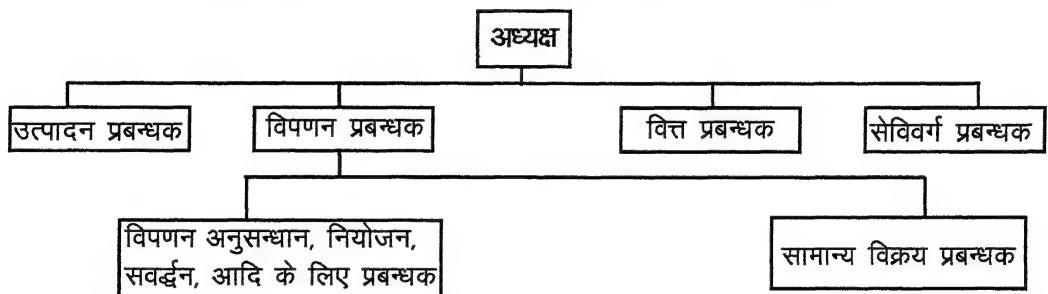 अध्यक्ष
उत्पादन प्रबन्धक
विपणन प्रबन्धक
वित्त प्रबन्धक
सेविवर्ग प्रबन्धक
विपणन अनुसन्धान, नियोजन,
सवर्द्धन, आदि के लिए प्रबन्धक
सामान्य विक्रय प्रबन्धक